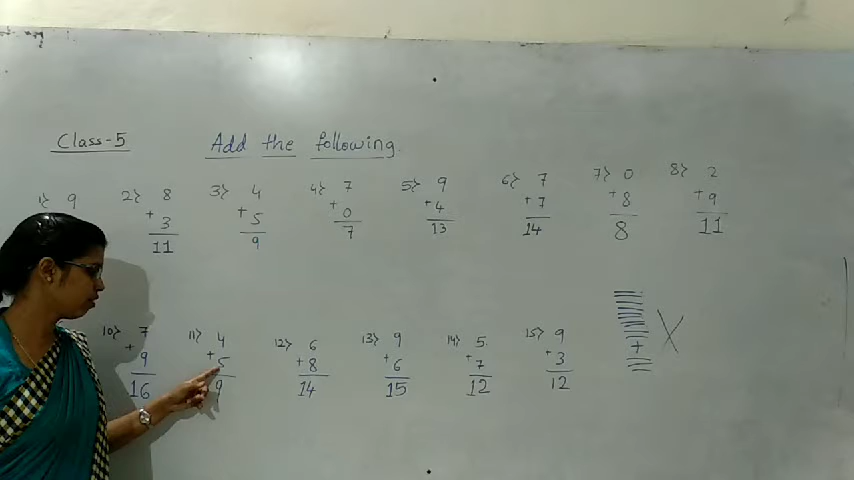 Class-5 Add the following.
1) 9 2) 8 3) 4 4) 7 5) 9 6) 7 7) 0 8) 2
+3 +5 +0 +4 +7 +8 +9
11 9 7 13 14 8 11
10) 7 11) 4 12) 6 13) 9 14) 5 15) 9
+9 +5 +8 +6 +7 +3
16 9 14 15 12 12
+ X